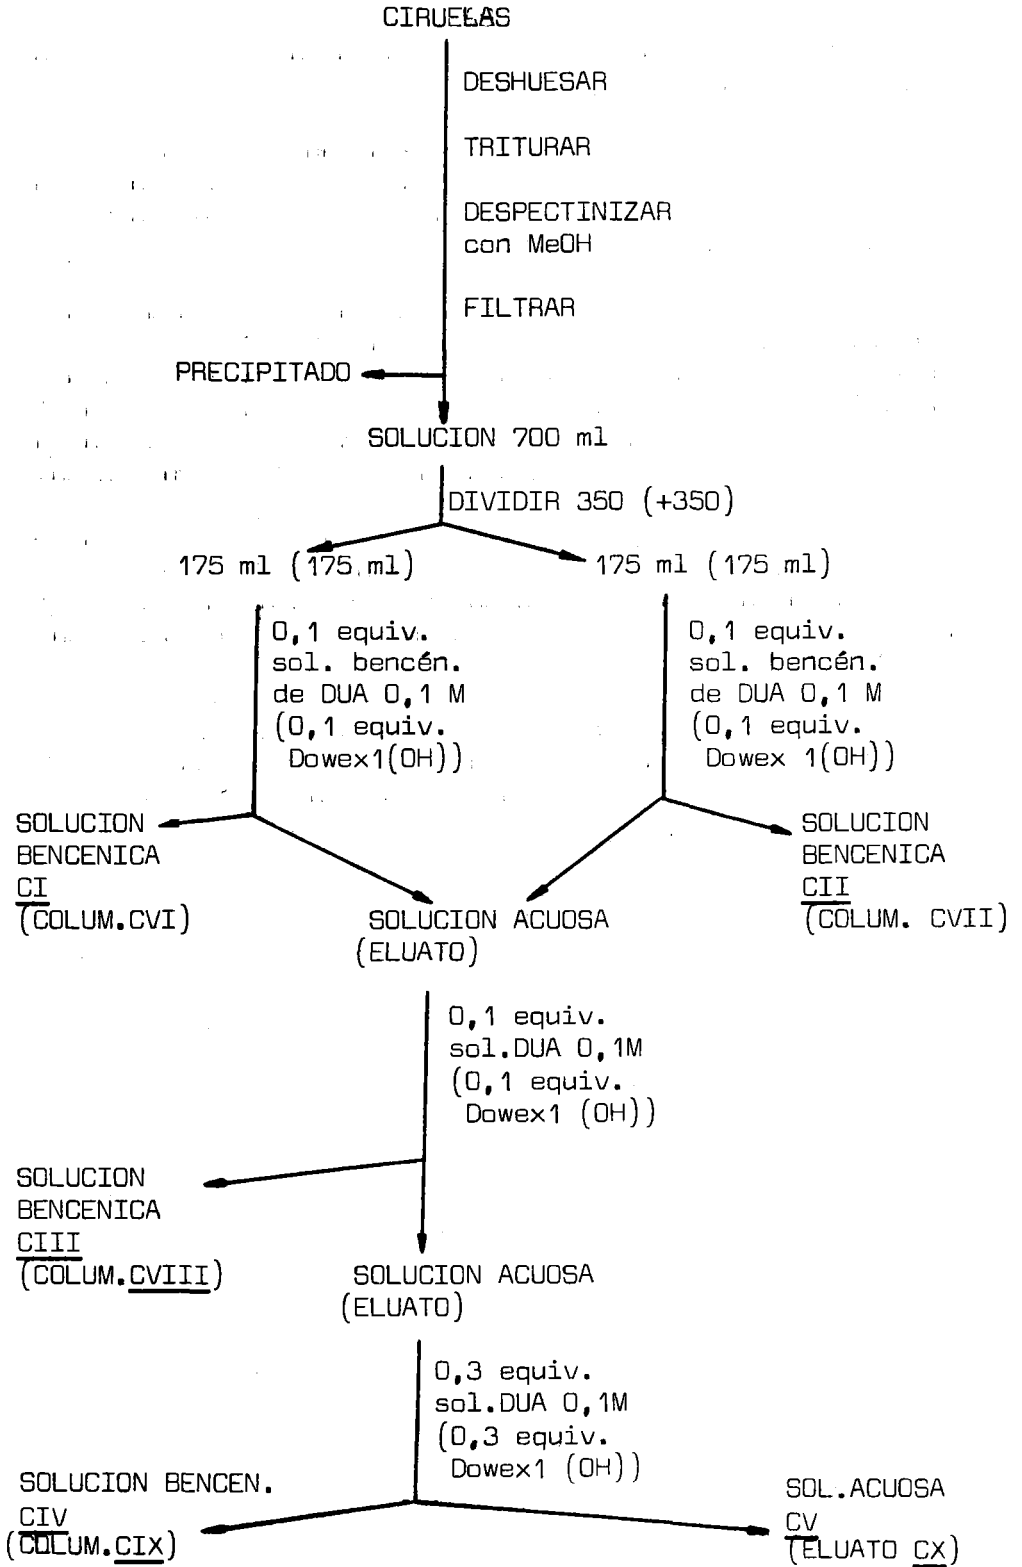 CIRUELAS
DESHUESAR
TRITURAR
DESPECTINIZAR
con MeOH
FILTRAR
PRECIPITADO
SOLUCION 700 ml
DIVIDIR 350 (+350)
175 ml (175 ml)
175 ml (175 ml)
0,1 equiv.
sol. bencén.
de DUA 0,1 M
(0,1 equiv.
Dowex1(OH))
0,1 equiv.
sol. bencén.
de DUA 0,1 M
(0,1 equiv.
Dowex 1(OH))
SOLUCION
BENCENICA
CI
(COLUM.CVI)
SOLUCION
BENCENICA
CII
(COLUM. CVII)
SOLUCION ACUOSA
(ELUATO)
0,1 equiv.
sol.DUA 0,1M
(0,1 equiv.
Dowex1 (OH))
SOLUCION
BENCENICA
CIII
(COLUM.CVIII)
SOLUCION ACUOSA
(ELUATO)
0,3 equiv.
sol.DUA 0,1M
(0,3 equiv.
Dowex1 (OH))
SOLUCION BENCEN.
CIV
(COLUM.CIX)
SOL.ACUOSA
CV
(ELUATO CX)